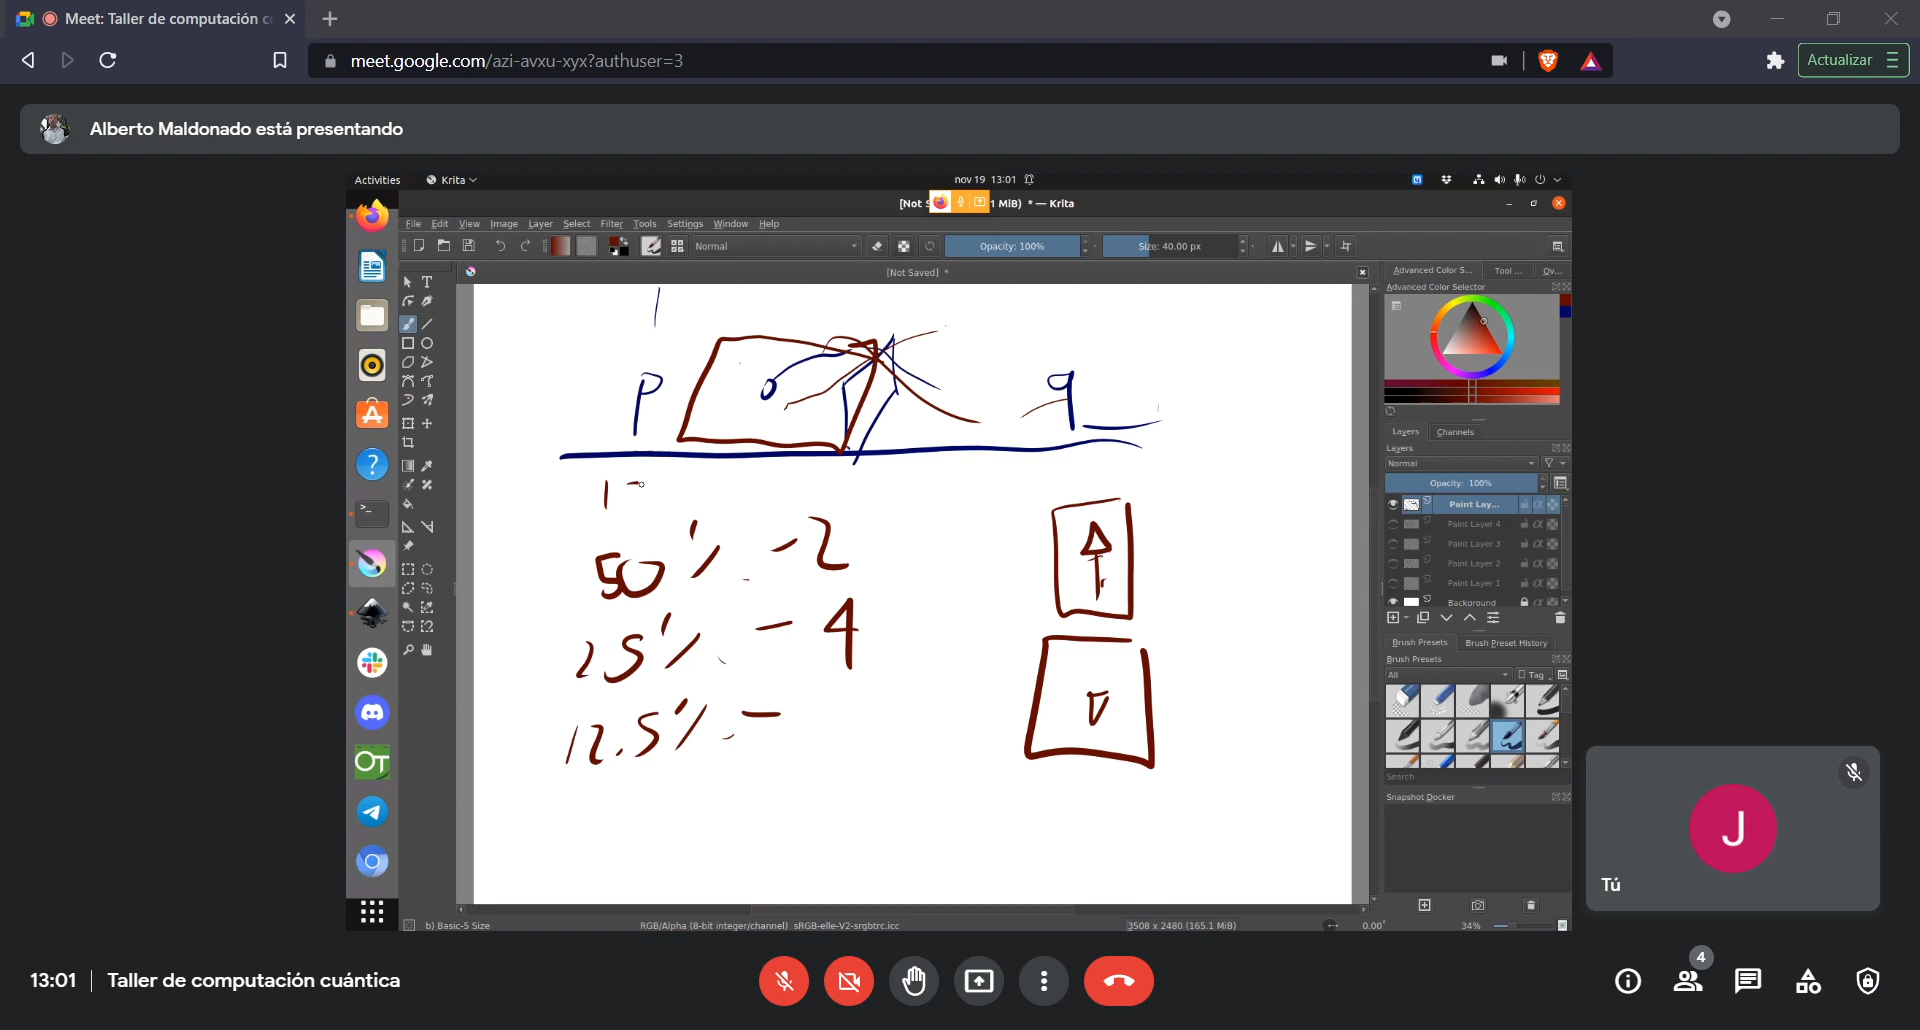 Meet: Taller de computación cu
meet.google.com/azi-avxu-xyx?authuser=3
Actualizar
Alberto Maldonado está presentando
Activities
Krita
nov 19 13:01
[Not S
1 MiB) * — Krita
File Edit View Image Layer Select Filter Tools Settings Window Help
Normal
Opacity: 100%
Size: 40.00 px
[Not Saved] *
Advanced Color S...
Tool ...
Ov...
Advanced Color Selector
P
q
50% - 2
25% - 4
12.5% -
Layers
Channels
Layers
Normal
Opacity: 100%
Paint Lay...
Paint Layer 4
Paint Layer 3
Paint Layer 2
Paint Layer 1
Background
Brush Presets
Brush Preset History
Brush Presets
All
Tag
Search
Snapshot Docker
OT
b) Basic-5 Size
RGB/Alpha (8-bit integer/channel) sRGB-elle-V2-srgbtrc.icc
3508 x 2480 (165.1 MiB)
0.00°
34%
J
Tú
13:01
Taller de computación cuántica
4